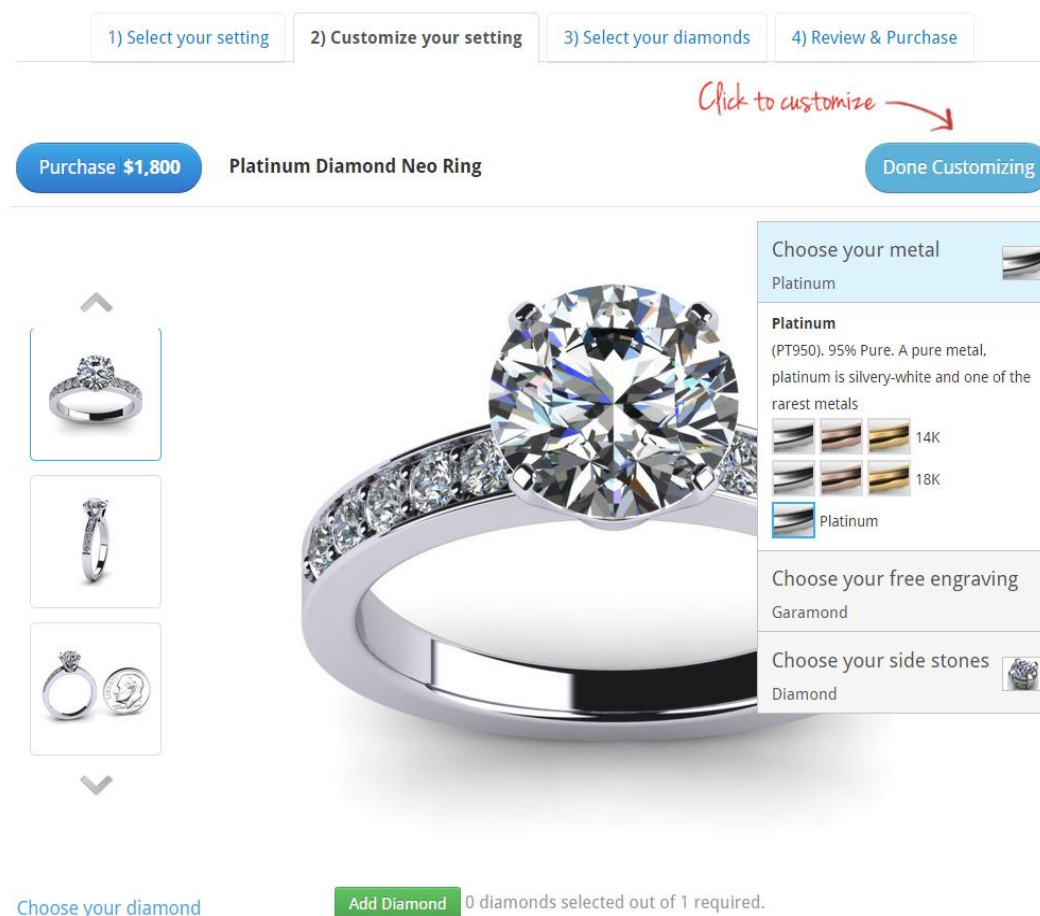 1) Select your setting
2) Customize your setting
3) Select your diamonds
4) Review & Purchase
Click to customize
Purchase $1,800
Platinum Diamond Neo Ring
Done Customizing
Choose your metal
Platinum
Platinum
(PT950). 95% Pure. A pure metal,
platinum is silvery-white and one of the
rarest metals
14K
18K
Platinum
Choose your free engraving
Garamond
Choose your side stones
Diamond
Choose your diamond
Add Diamond
0 diamonds selected out of 1 required.